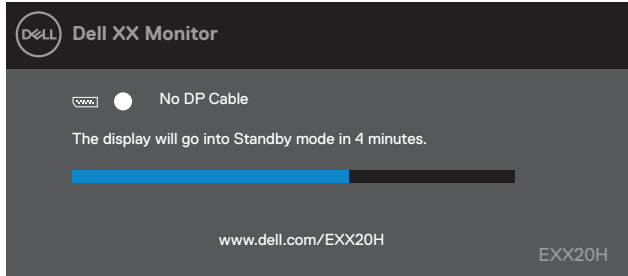 DELL Dell XX Monitor
No DP Cable
The display will go into Standby mode in 4 minutes.
www.dell.com/EXX20H
EXX20H